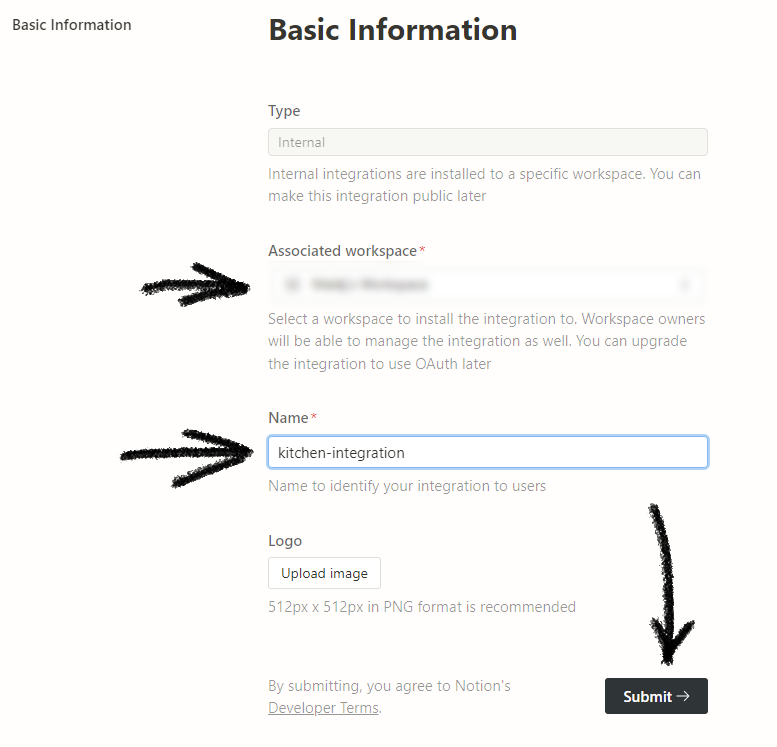 Basic Information
Basic Information
Type
Internal
Internal integrations are installed to a specific workspace. You can
make this integration public later
Associated workspace*
Select a workspace to install the integration to. Workspace owners
will be able to manage the integration as well. You can upgrade
the integration to use OAuth later
Name*
kitchen-integration
Name to identify your integration to users
Logo
Upload image
512px x 512px in PNG format is recommended
By submitting, you agree to Notion's
Developer Terms.
Submit →